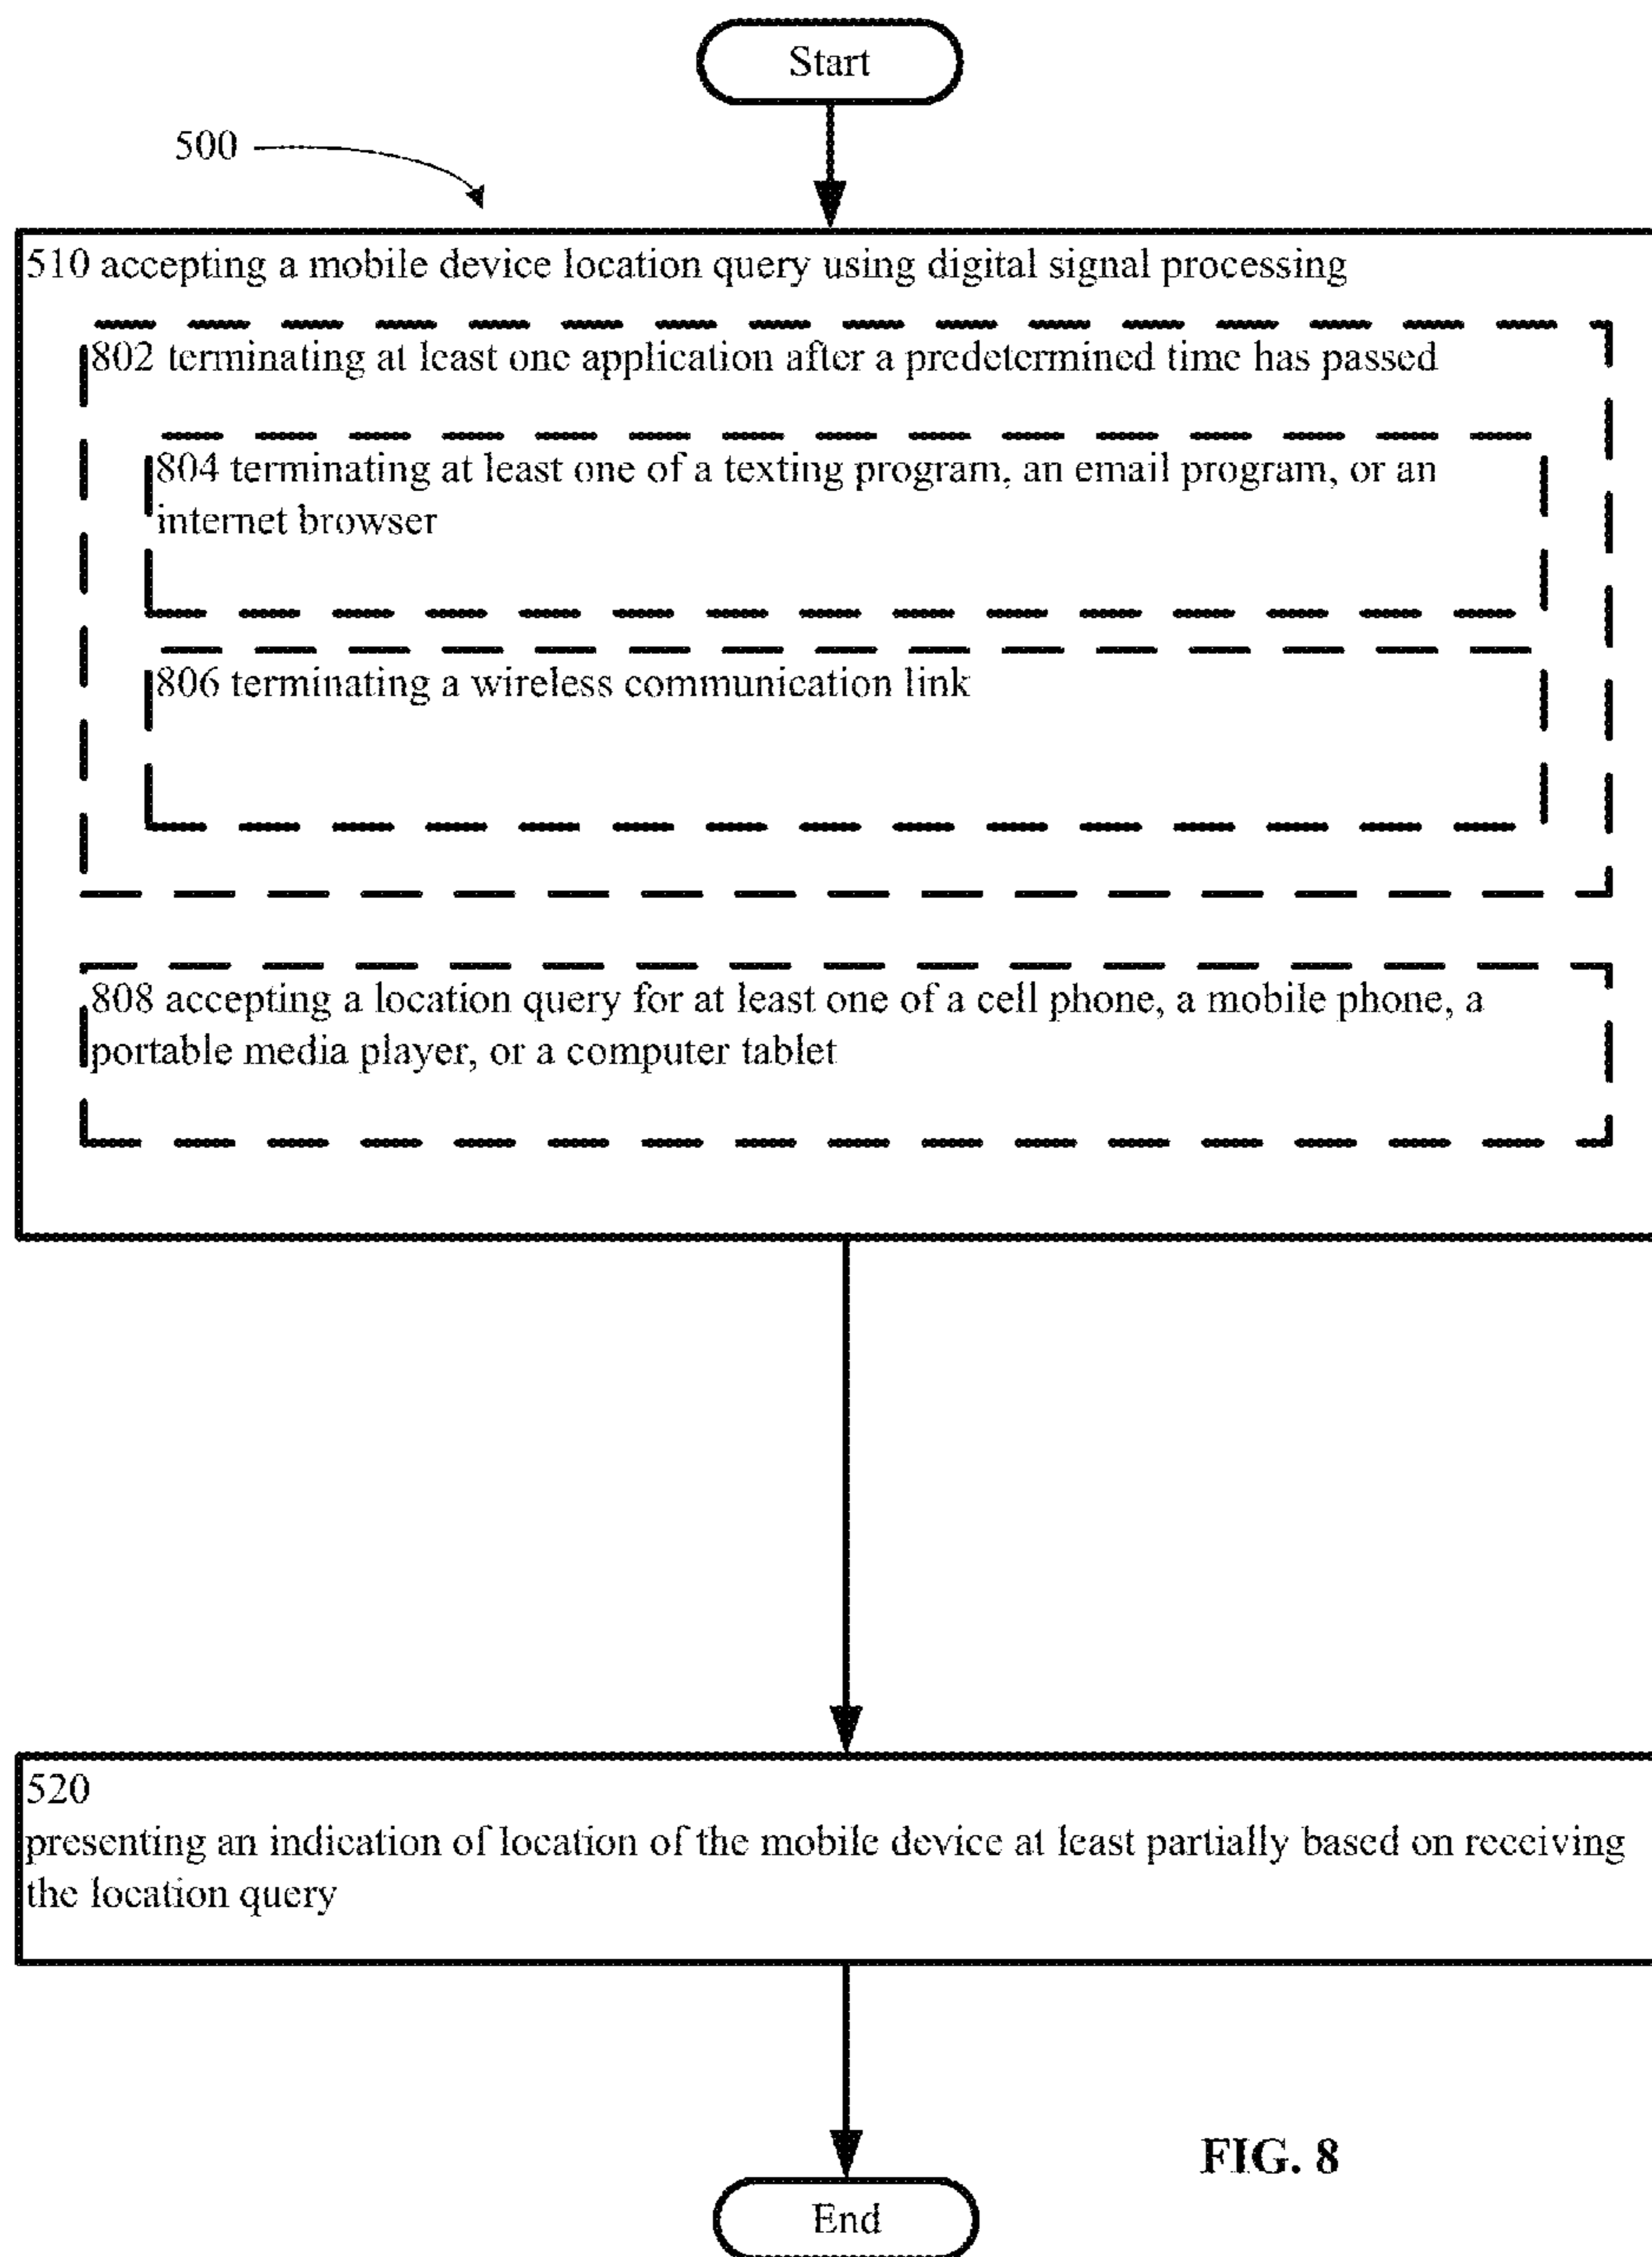 Start
500
510 accepting a mobile device location query using digital signal processing
802 terminating at least one application after a predetermined time has passed
804 terminating at least one of a texting program, an email program, or an
internet browser
806 terminating a wireless communication link
808 accepting a location query for at least one of a cell phone, a mobile phone, a
portable media player, or a computer tablet
520
presenting an indication of location of the mobile device at least partially based on receiving
the location query
FIG. 8
End